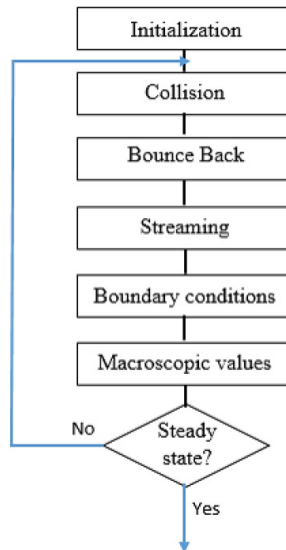 Initialization
Collision
Bounce Back
Streaming
Boundary conditions
Macroscopic values
Steady
state?
No
Yes